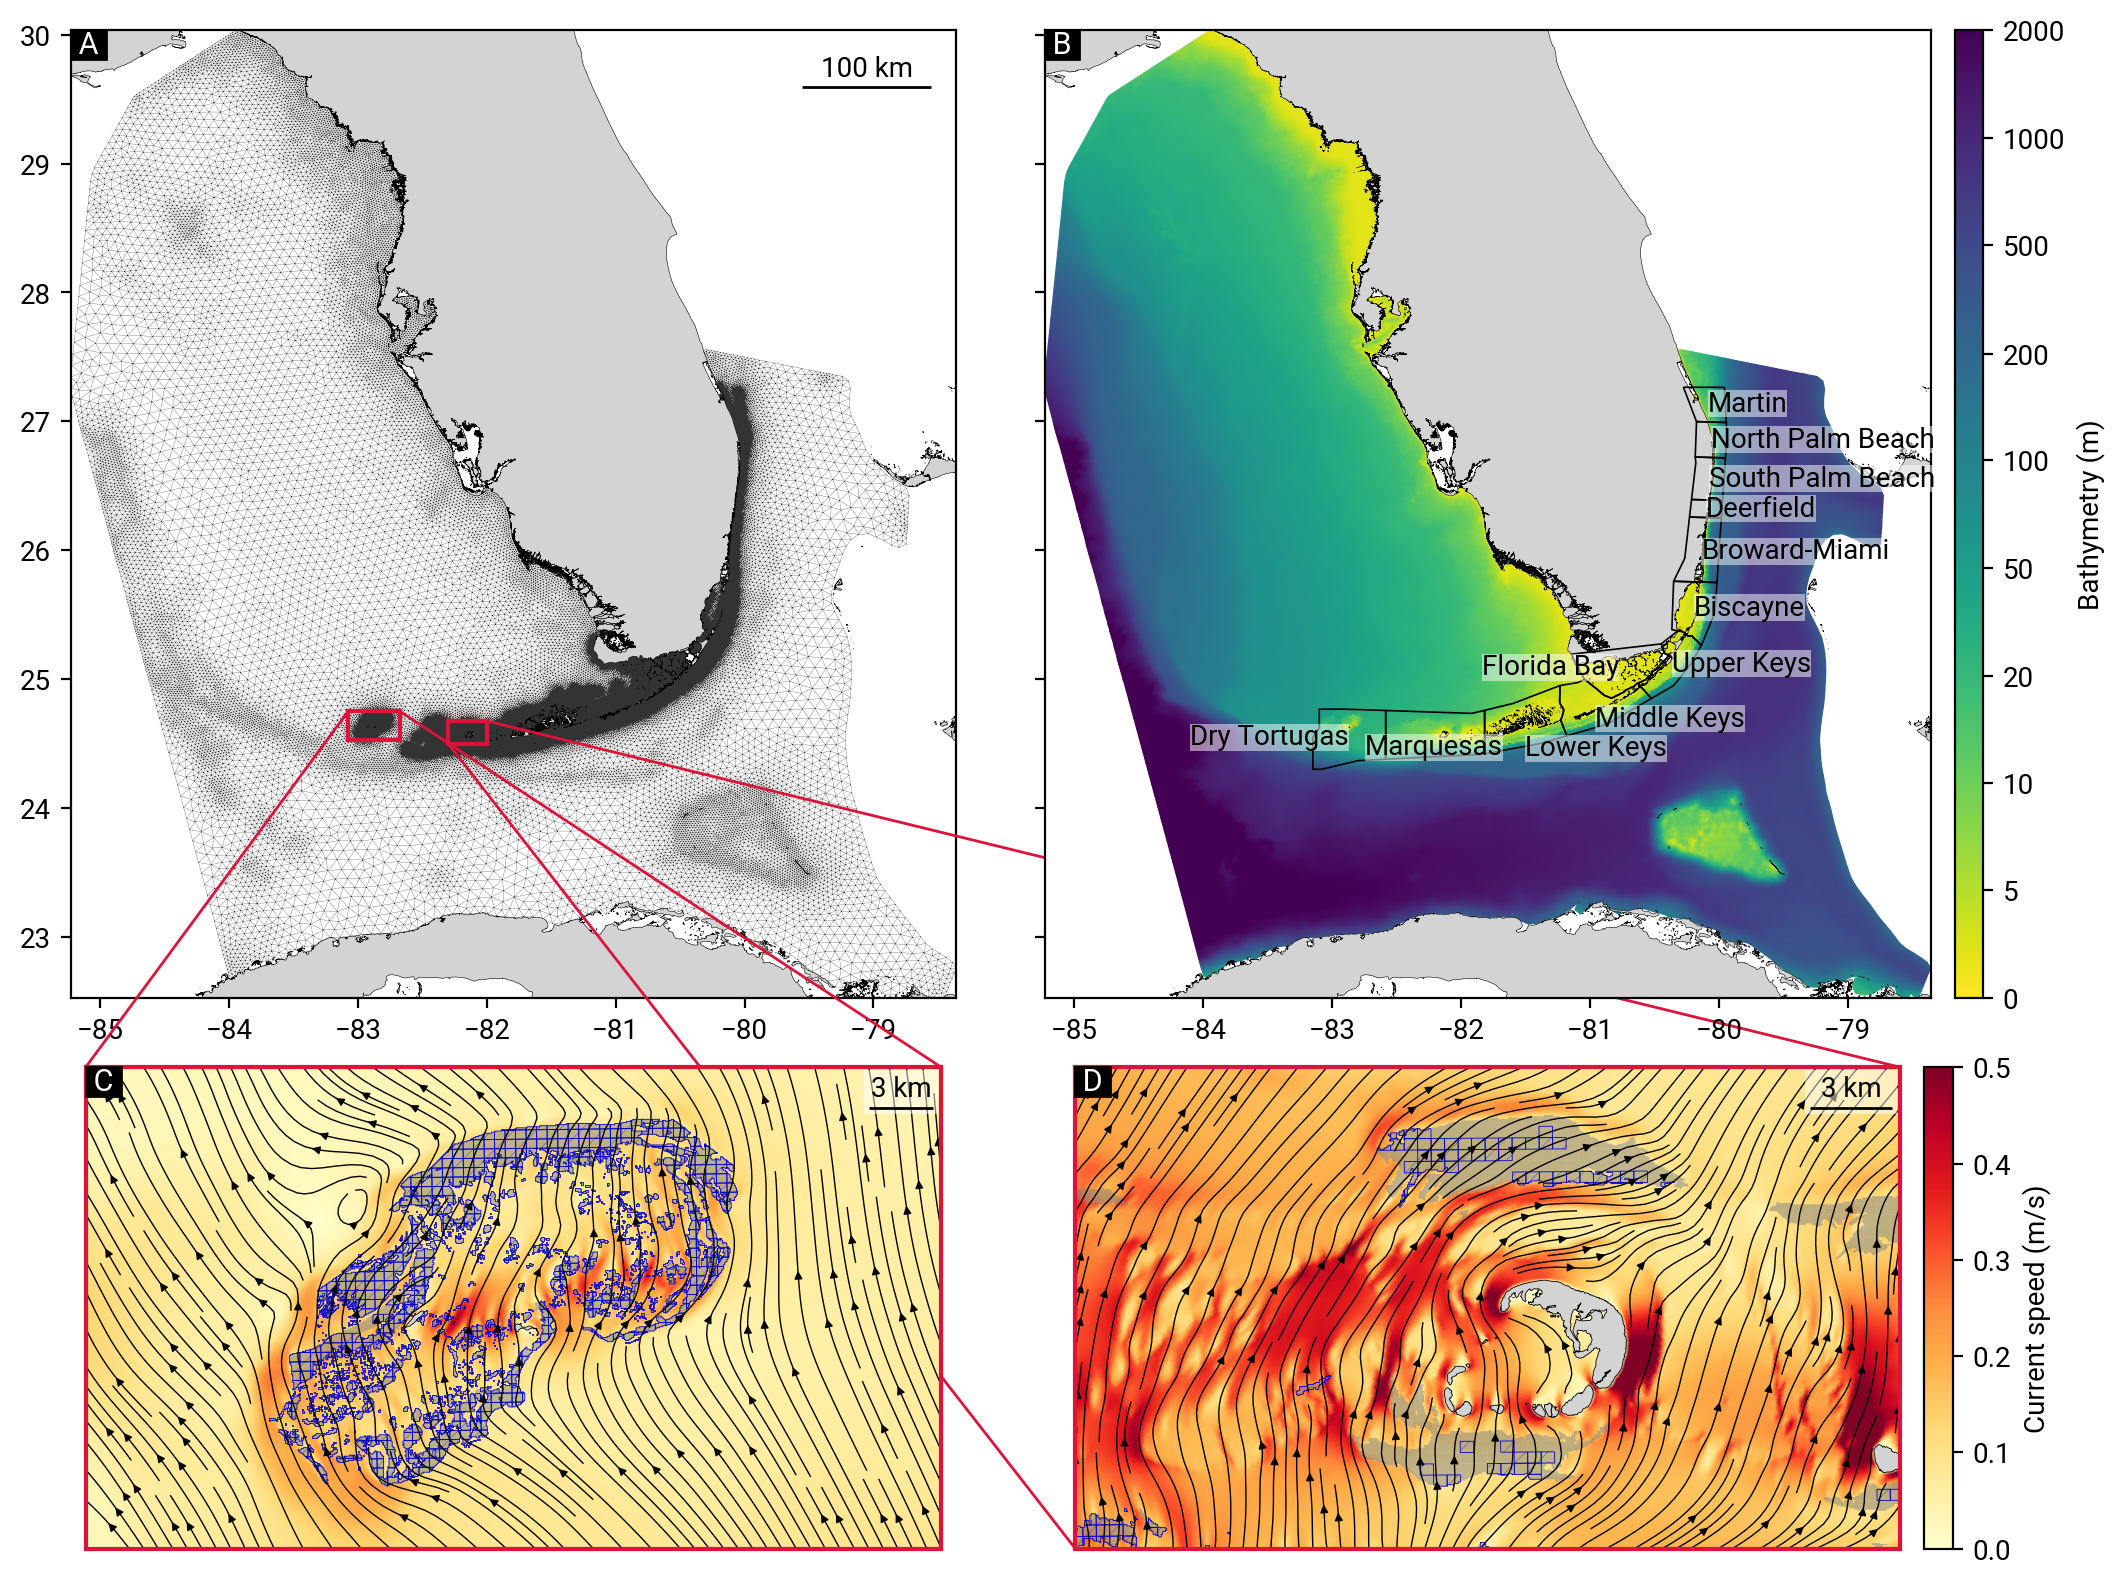 A
100 km
30
29
28
27
26
25
24
23
−85
−84
−83
−82
−81
−80
−79
B
Martin
North Palm Beach
South Palm Beach
Deerfield
Broward-Miami
Biscayne
Florida Bay
Upper Keys
Middle Keys
Dry Tortugas
Marquesas
Lower Keys
−85
−84
−83
−82
−81
−80
−79
2000
1000
500
200
100
50
20
10
5
0
Bathymetry (m)
C
3 km
D
3 km
0.5
0.4
0.3
0.2
0.1
0.0
Current speed (m/s)